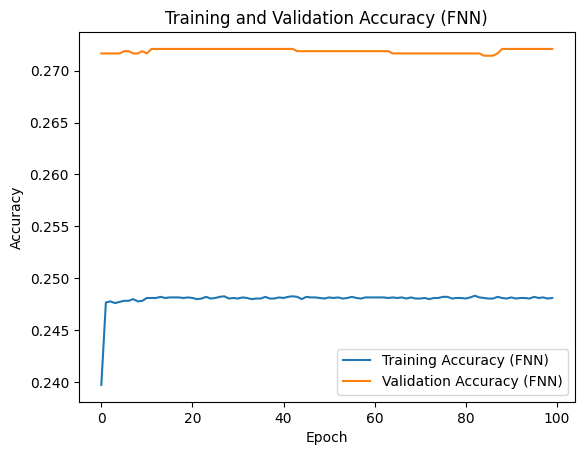 Training and Validation Accuracy (FNN)
0.270
0.265
0.260
0.255
0.250
0.245
0.240
Accuracy
0
20
40
60
80
100
Epoch
Training Accuracy (FNN)
Validation Accuracy (FNN)